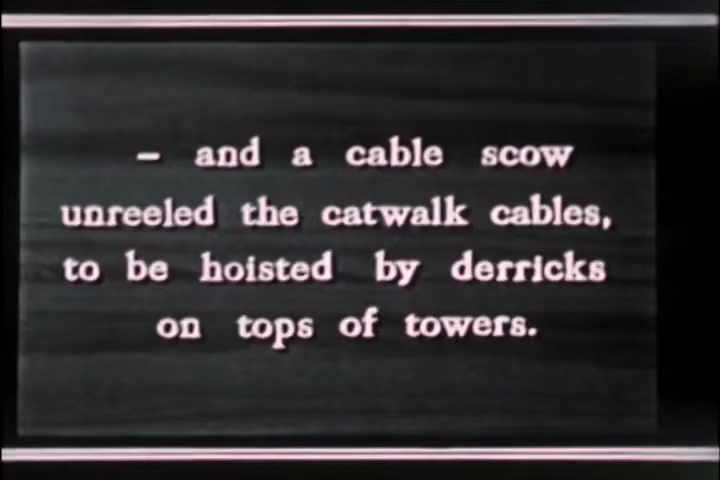 – and a cable scow
unreeled the catwalk cables,
to be hoisted by derricks
on tops of towers.